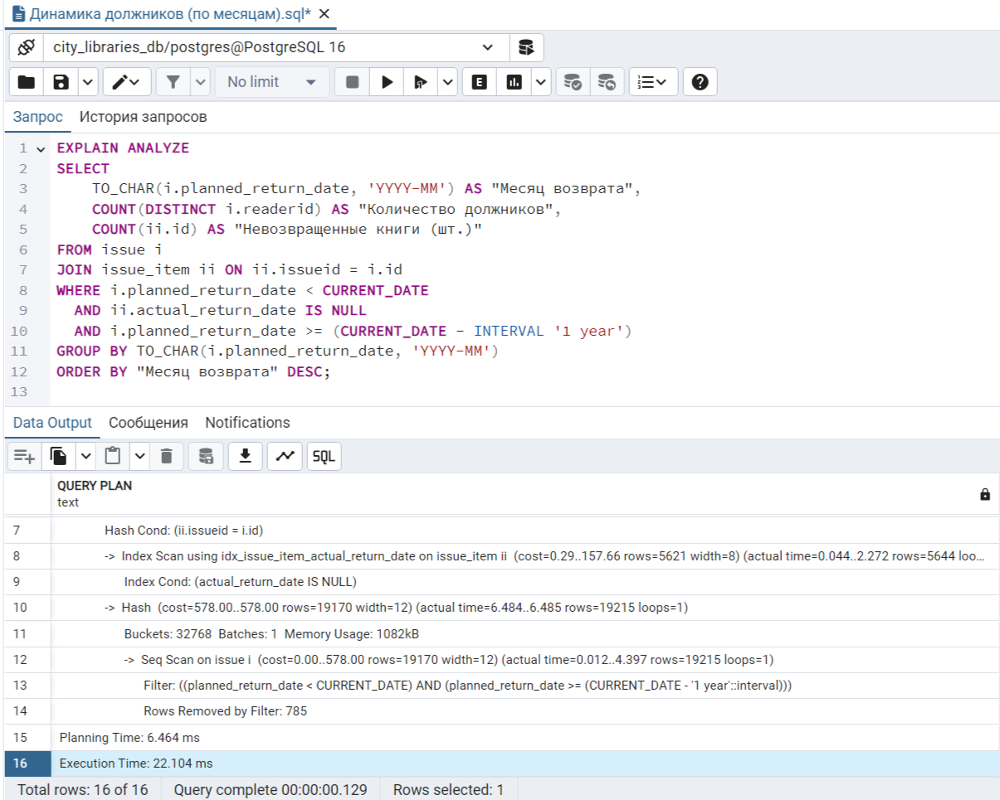 Динамика должников (по месяцам).sql*
city_libraries_db/postgres@PostgreSQL 16
No limit
E
Запрос История запросов
1 EXPLAIN ANALYZE
2 SELECT
3 TO_CHAR(i.planned_return_date, 'YYYY-MM') AS "Месяц возврата",
4 COUNT(DISTINCT i.readerid) AS "Количество должников",
5 COUNT(ii.id) AS "Невозвращенные книги (шт.)"
6 FROM issue i
7 JOIN issue_item ii ON ii.issueid = i.id
8 WHERE i.planned_return_date < CURRENT_DATE
9 AND ii.actual_return_date IS NULL
10 AND i.planned_return_date >= (CURRENT_DATE - INTERVAL '1 year')
11 GROUP BY TO_CHAR(i.planned_return_date, 'YYYY-MM')
12 ORDER BY "Месяц возврата" DESC;
13
Data Output Сообщения Notifications
SQL
QUERY PLAN
text
7 Hash Cond: (ii.issueid = i.id)
8 -> Index Scan using idx_issue_item_actual_return_date on issue_item ii (cost=0.29..157.66 rows=5621 width=8) (actual time=0.044..2.272 rows=5644 loo...
9 Index Cond: (actual_return_date IS NULL)
10 -> Hash (cost=578.00..578.00 rows=19170 width=12) (actual time=6.484..6.485 rows=19215 loops=1)
11 Buckets: 32768 Batches: 1 Memory Usage: 1082kB
12 -> Seq Scan on issue i (cost=0.00..578.00 rows=19170 width=12) (actual time=0.012..4.397 rows=19215 loops=1)
13 Filter: ((planned_return_date < CURRENT_DATE) AND (planned_return_date >= (CURRENT_DATE - '1 year'::interval)))
14 Rows Removed by Filter: 785
15 Planning Time: 6.464 ms
16 Execution Time: 22.104 ms
Total rows: 16 of 16 Query complete 00:00:00.129 Rows selected: 1